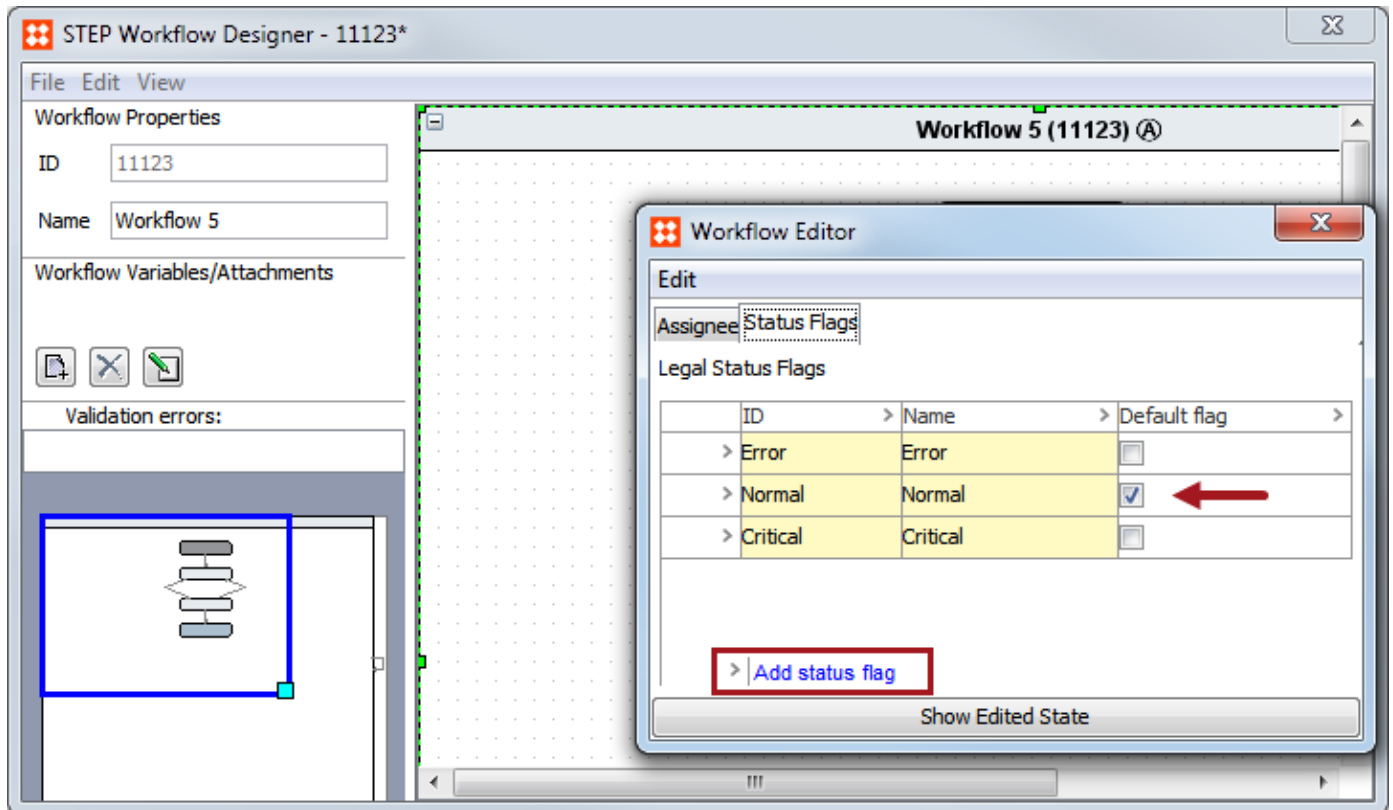 STEP Workflow Designer - 11123*
File Edit View
Workflow Properties
ID 11123
Name Workflow 5
Workflow Variables/Attachments
Validation errors:
Workflow 5 (11123) Ⓐ
Workflow Editor
Edit
Assignee Status Flags
Legal Status Flags
ID > Name > Default flag >
> Error Error
> Normal Normal
> Critical Critical
> Add status flag
Show Edited State